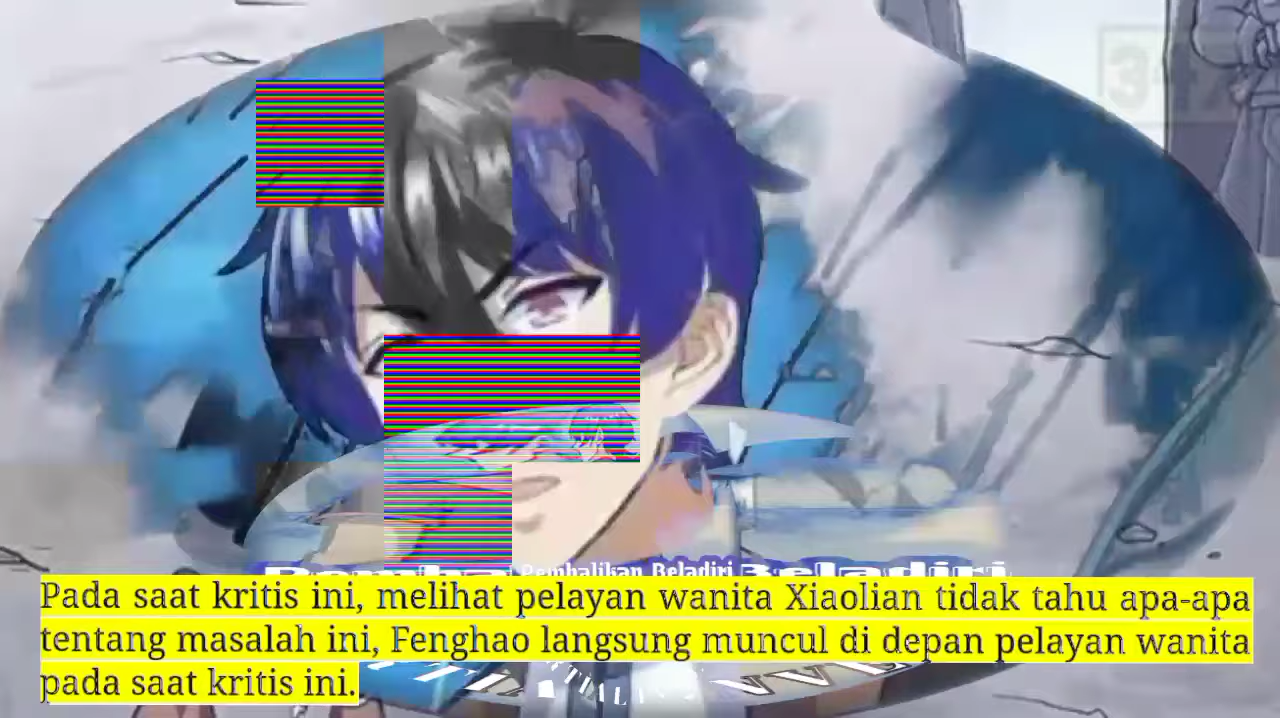 Pembalikan Beladiri
Beladiri
Pada saat kritis ini, melihat pelayan wanita Xiaolian tidak tahu apa-apa
tentang masalah ini, Fenghao langsung muncul di depan pelayan wanita
pada saat kritis ini.